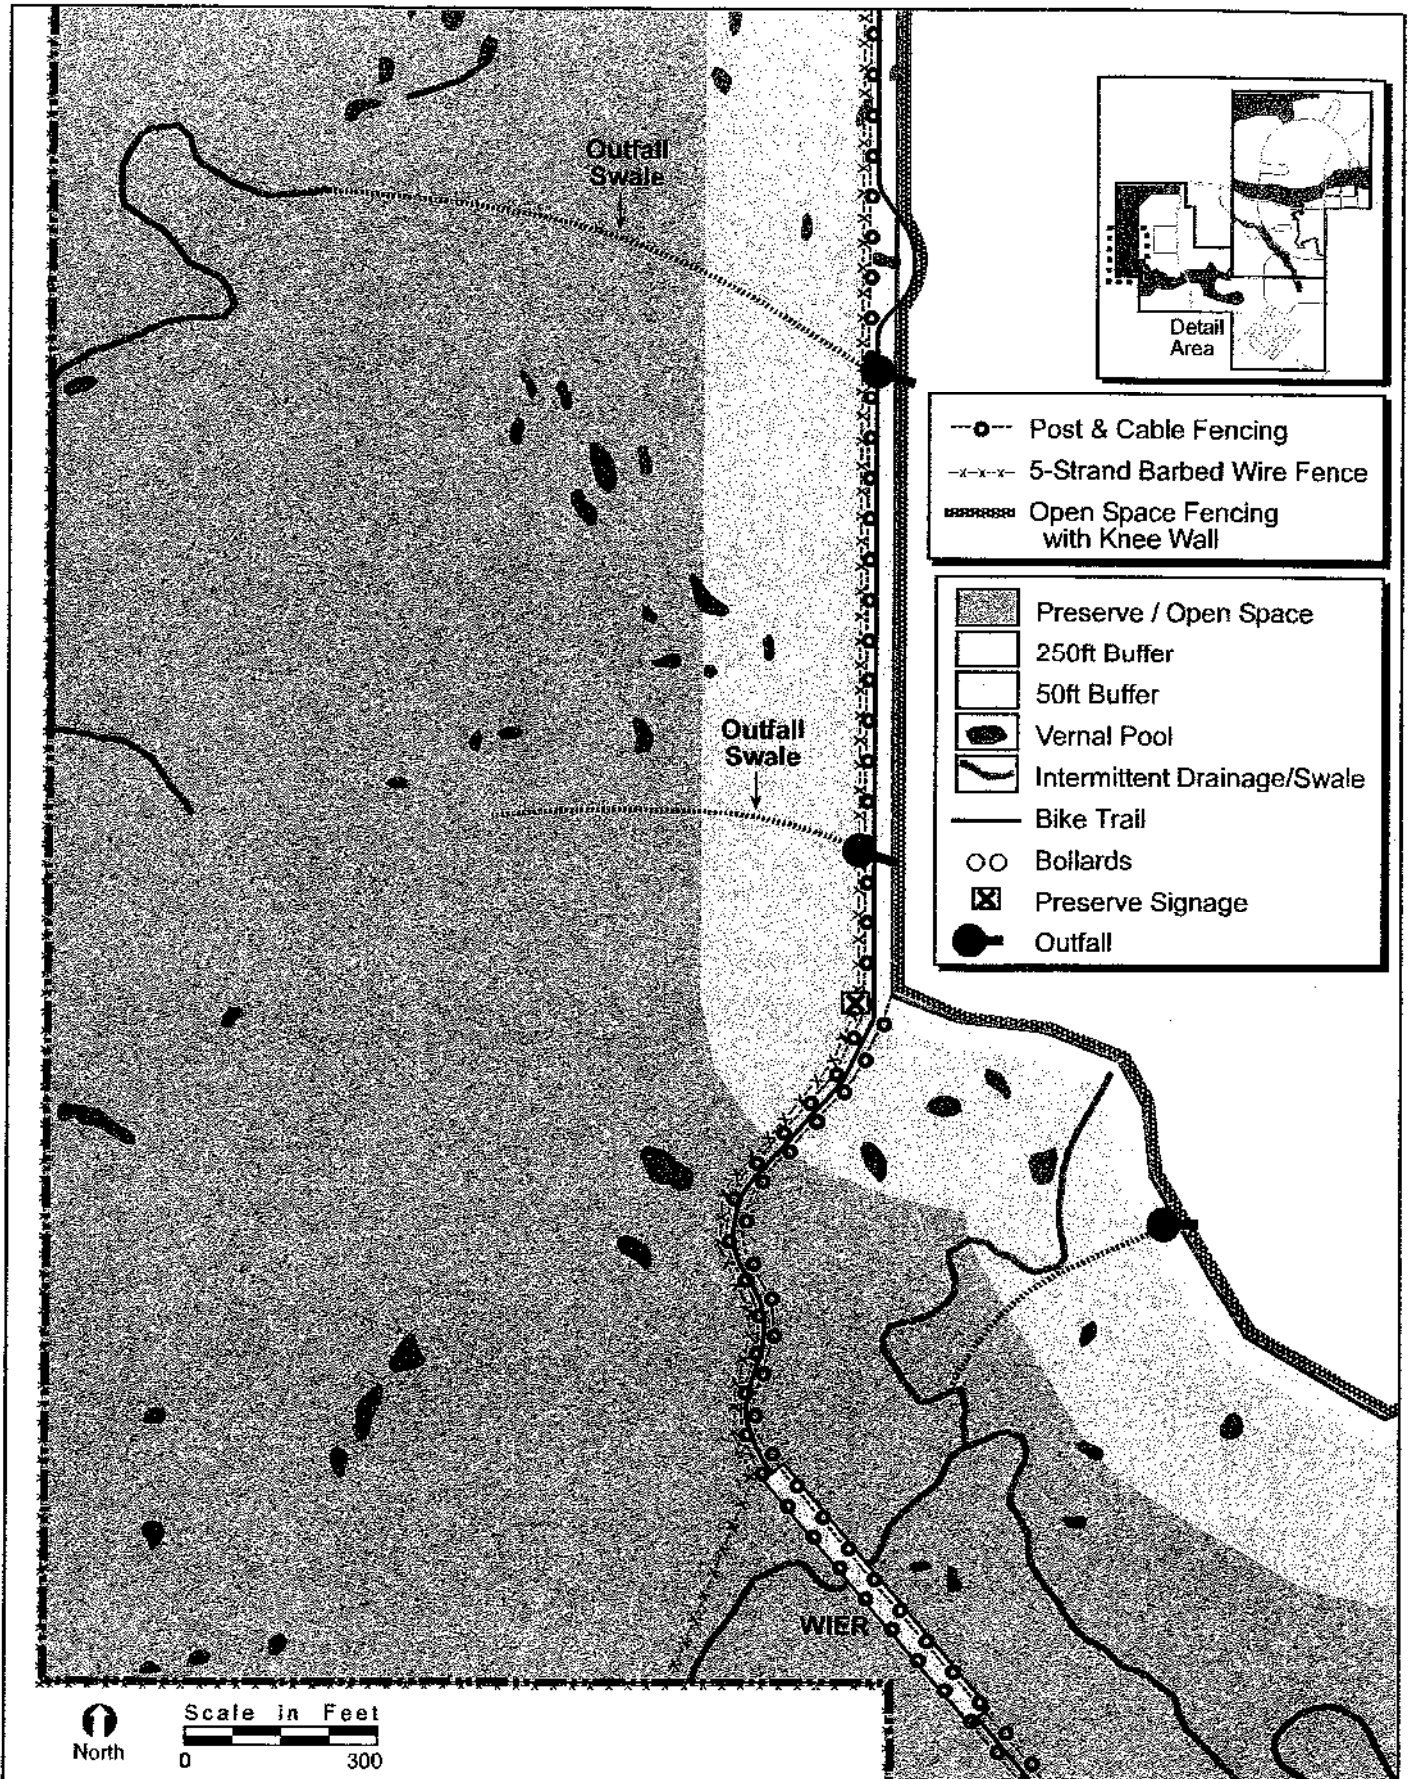 Outfall
Swale
Detail
Area
Post & Cable Fencing
5-Strand Barbed Wire Fence
Open Space Fencing
with Knee Wall
Preserve / Open Space
250ft Buffer
50ft Buffer
Vernal Pool
Intermittent Drainage/Swale
Bike Trail
Bollards
Preserve Signage
Outfall
Outfall
Swale
WIER
North
Scale in Feet
0 300